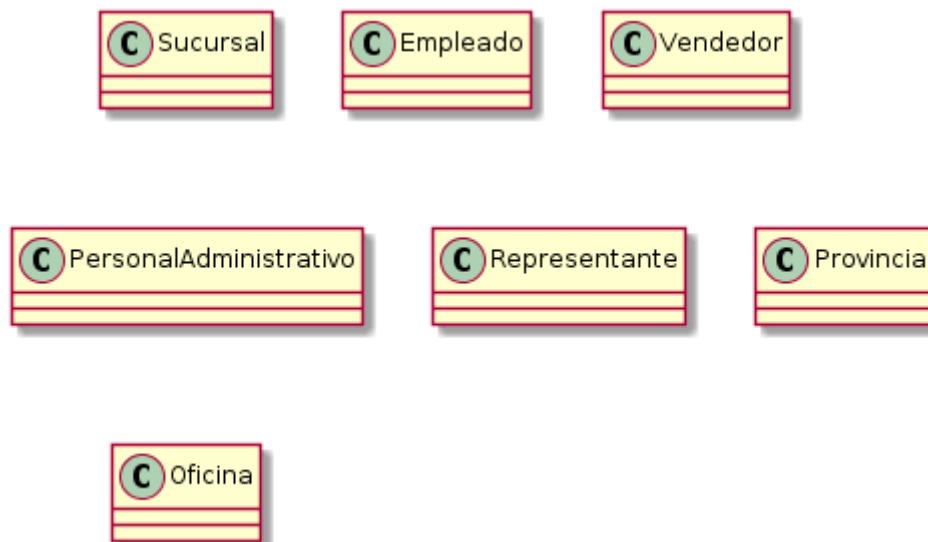 C Sucursal
C Empleado
C Vendedor
C PersonalAdministrativo
C Representante
C Provincia
C Oficina